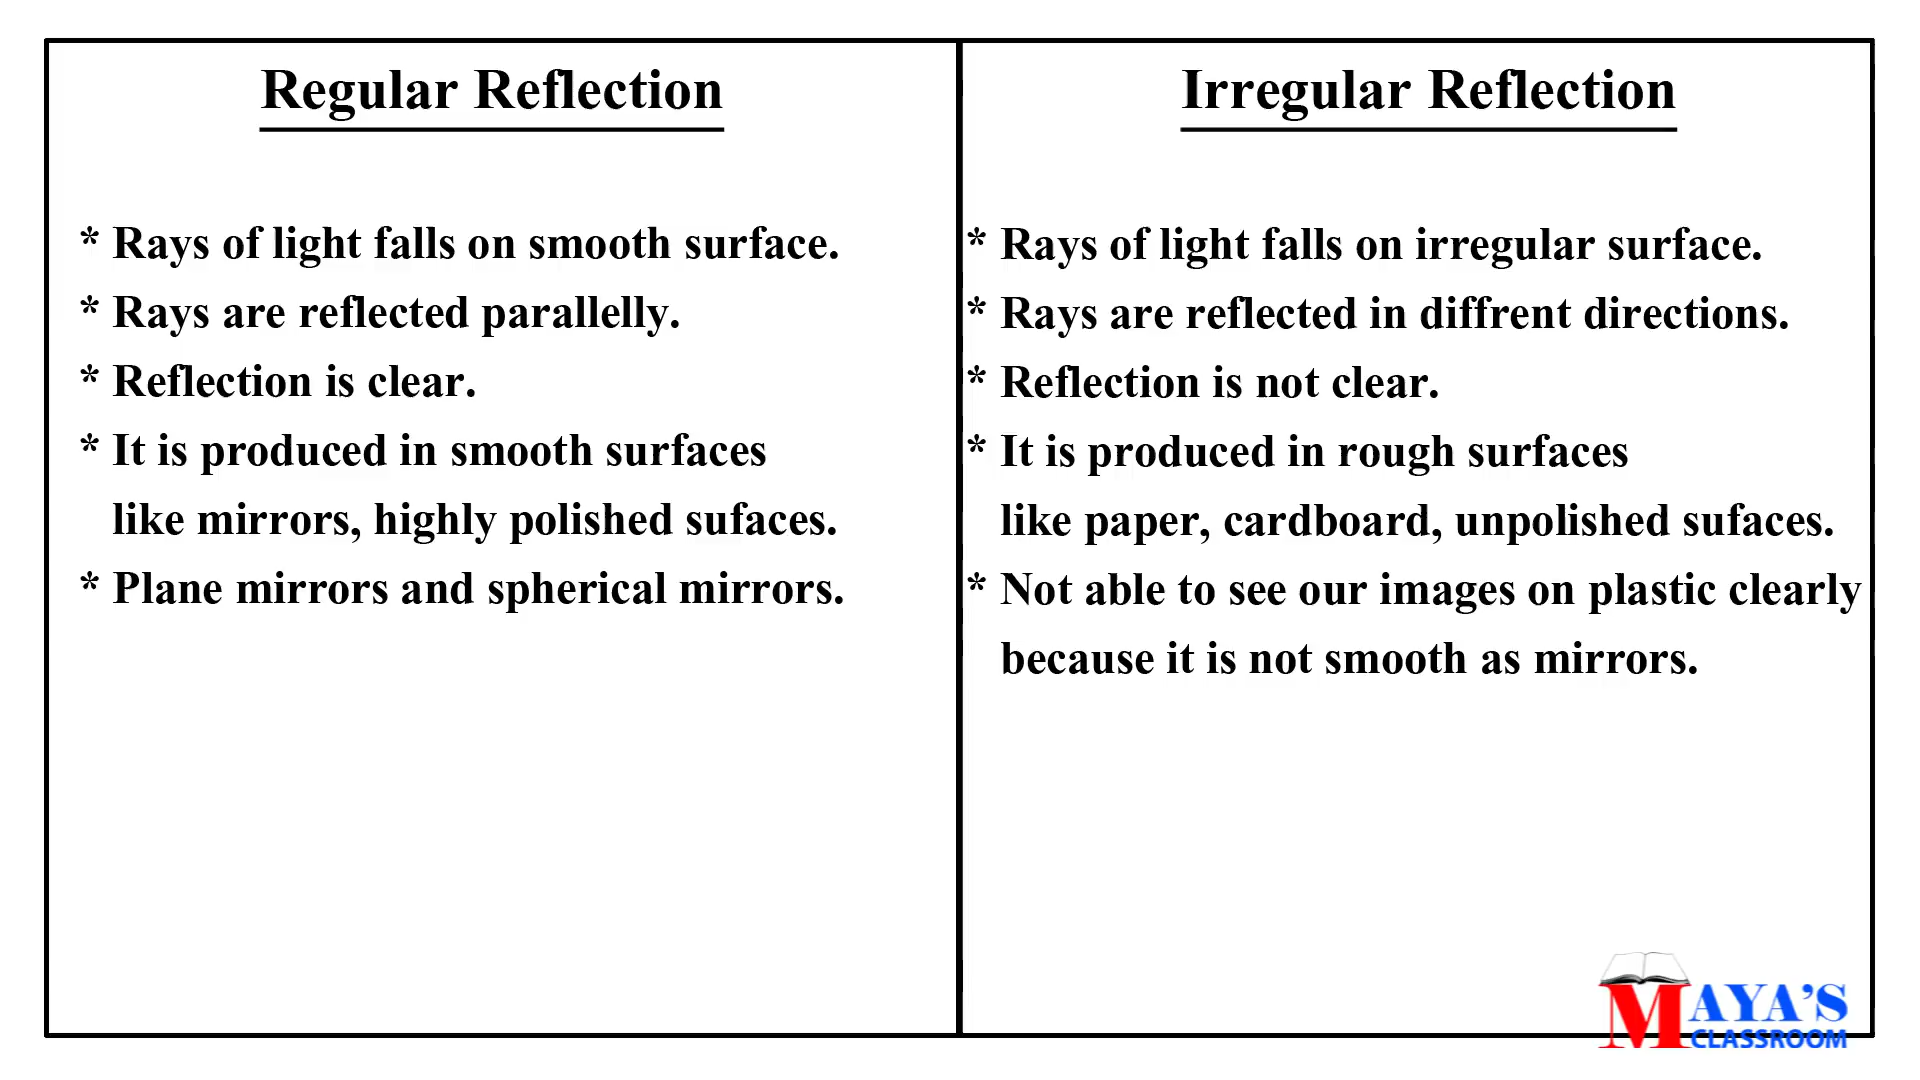 Regular Reflection
* Rays of light falls on smooth surface.
* Rays are reflected parallelly.
* Reflection is clear.
* It is produced in smooth surfaces
like mirrors, highly polished sufaces.
* Plane mirrors and spherical mirrors.
Irregular Reflection
* Rays of light falls on irregular surface.
* Rays are reflected in diffrent directions.
* Reflection is not clear.
* It is produced in rough surfaces
like paper, cardboard, unpolished sufaces.
* Not able to see our images on plastic clearly
because it is not smooth as mirrors.
MAYA'S
CLASSROOM